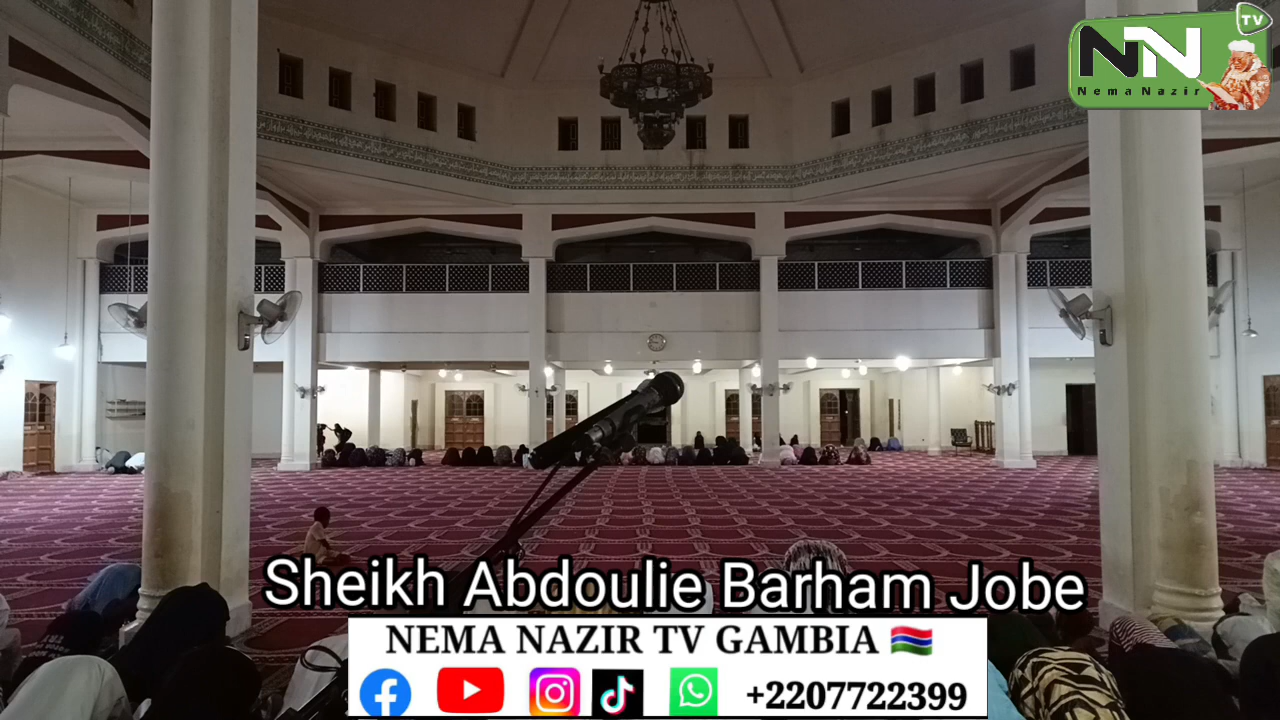 TV
NN
Nema Nazir
Sheikh Abdoulie Barham Jobe
NEMA NAZIR TV GAMBIA 🇬🇲
+2207722399